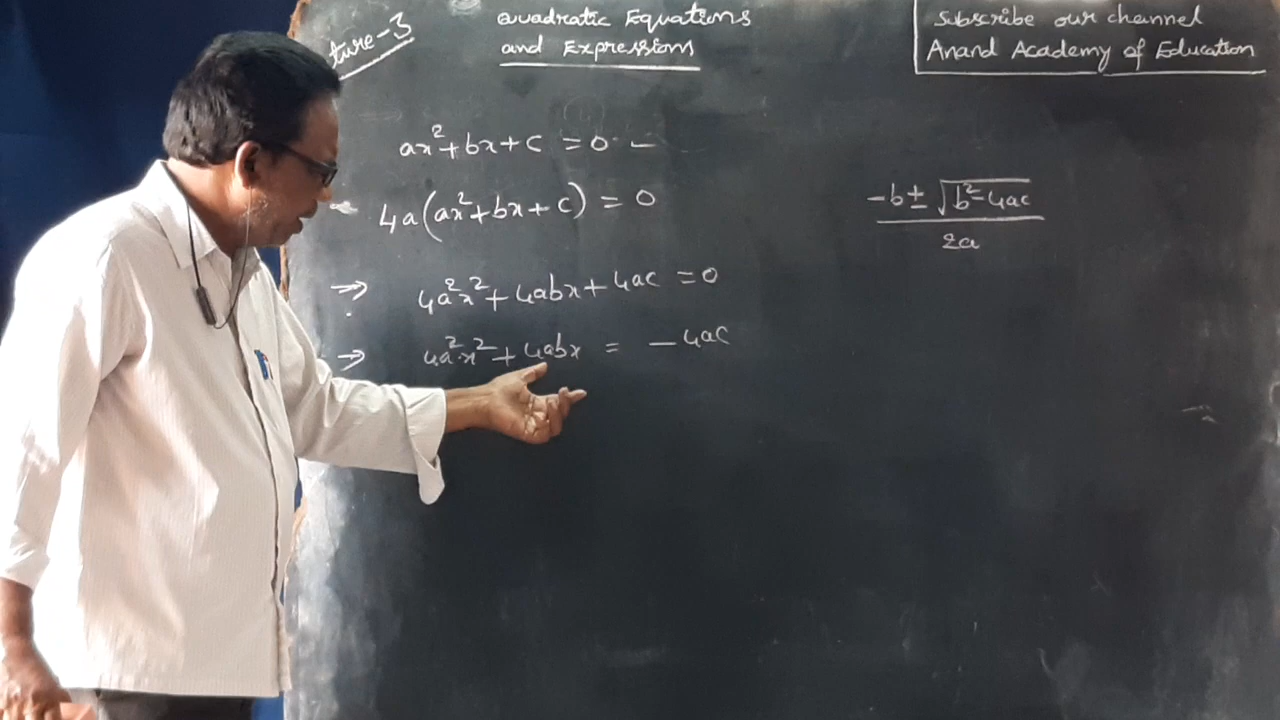 ture-3
Quadratic Equations
and Expressions
Subscribe our channel
Anand Academy of Education
ax²+bx+c = 0 –
4a(ax²+bx+c) = 0
⇒ 4a²x²+4abx+4ac = 0
⇒ 4a²x²+4abx = -4ac
-b± √b²-4ac
2a